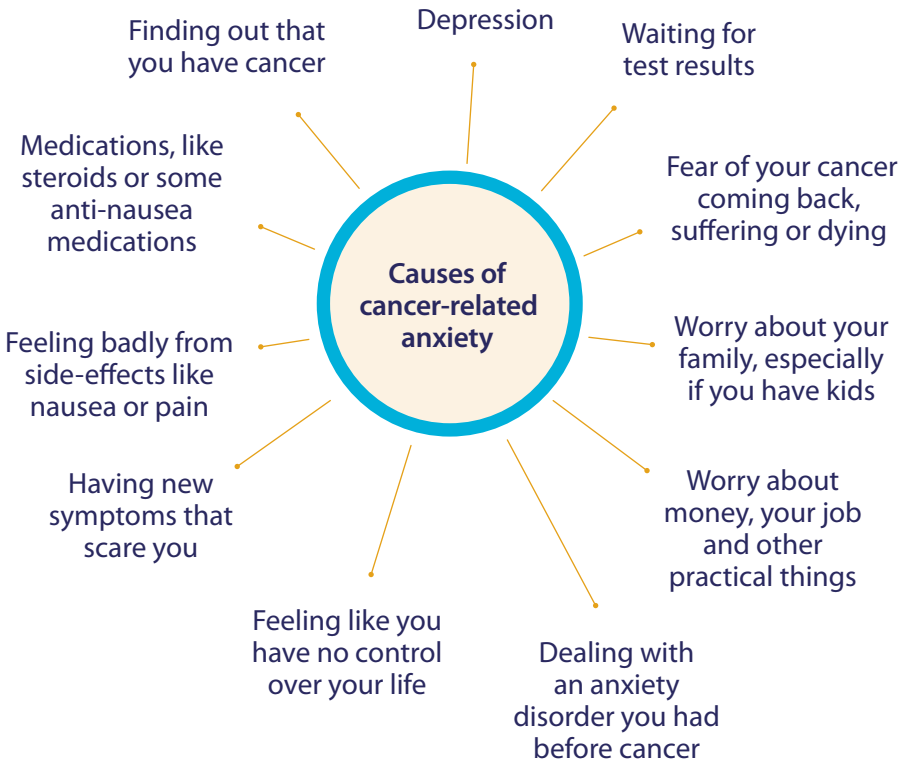 Causes of
cancer-related
anxiety
Depression
Waiting for
test results
Fear of your cancer
coming back,
suffering or dying
Worry about your
family, especially
if you have kids
Worry about
money, your job
and other
practical things
Dealing with
an anxiety
disorder you had
before cancer
Feeling like you
have no control
over your life
Having new
symptoms that
scare you
Feeling badly from
side-effects like
nausea or pain
Medications, like
steroids or some
anti-nausea
medications
Finding out that
you have cancer